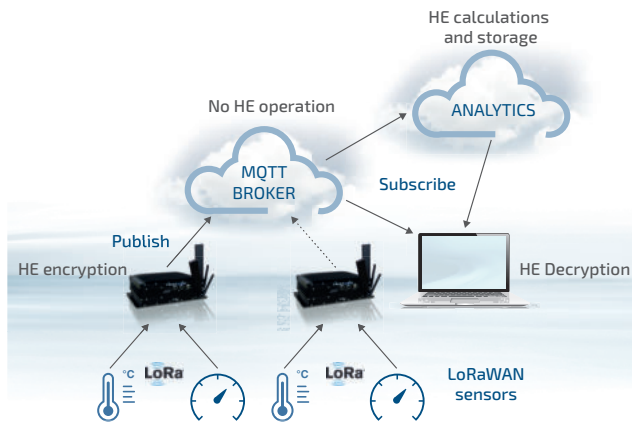 HE calculations
and storage
No HE operation
ANALYTICS
MQTT
BROKER
Subscribe
Publish
HE encryption
HE Decryption
°C
LoRa
°C
LoRa
LoRaWAN
sensors